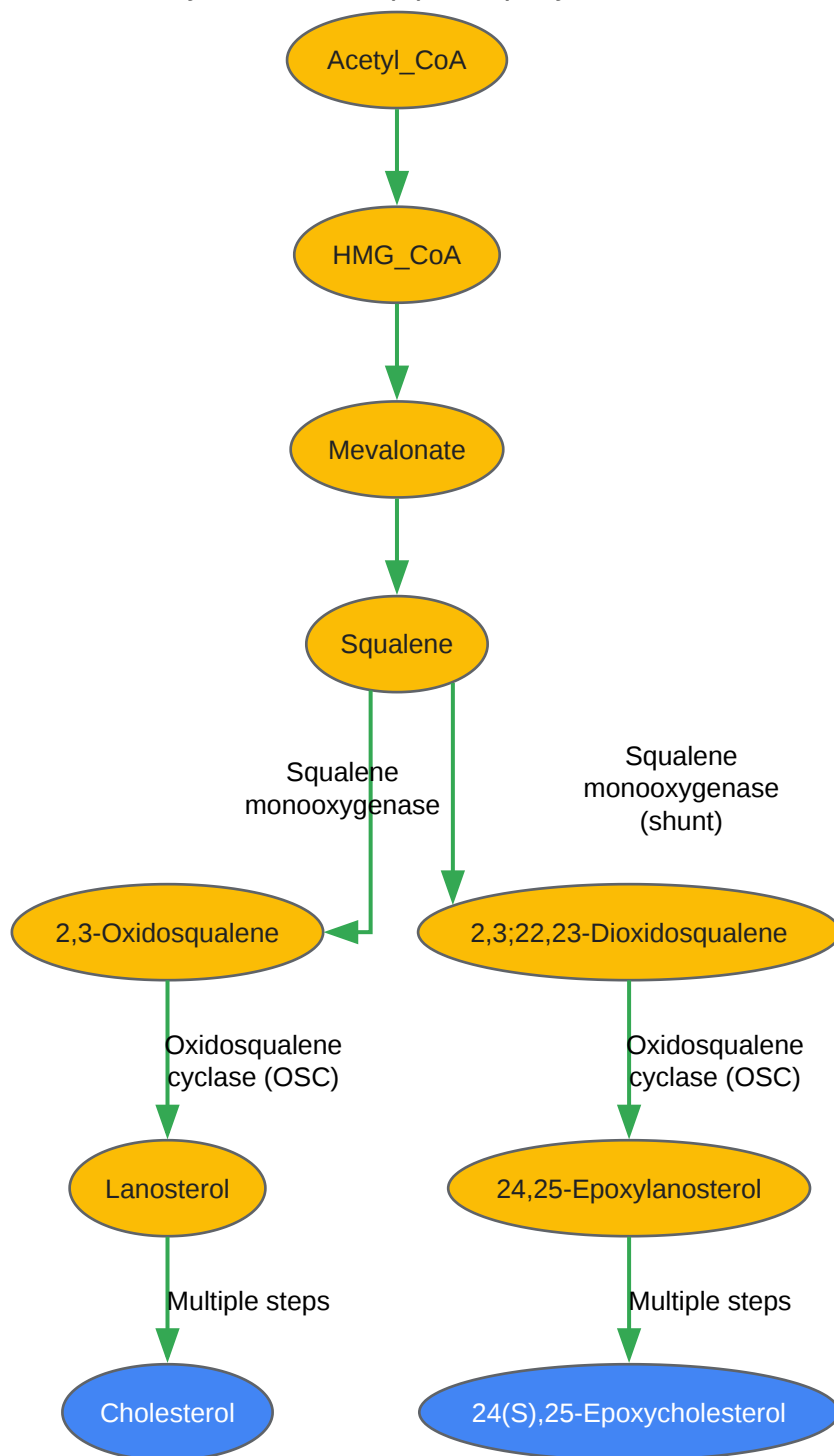 Acetyl_CoA
HMG_CoA
Mevalonate
Squalene
Squalene
monooxygenase
Squalene
monooxygenase
(shunt)
2,3-Oxidosqualene
2,3;22,23-Dioxidosqualene
Oxidosqualene
cyclase (OSC)
Oxidosqualene
cyclase (OSC)
Lanosterol
24,25-Epoxylanosterol
Multiple steps
Multiple steps
Cholesterol
24(S),25-Epoxycholesterol